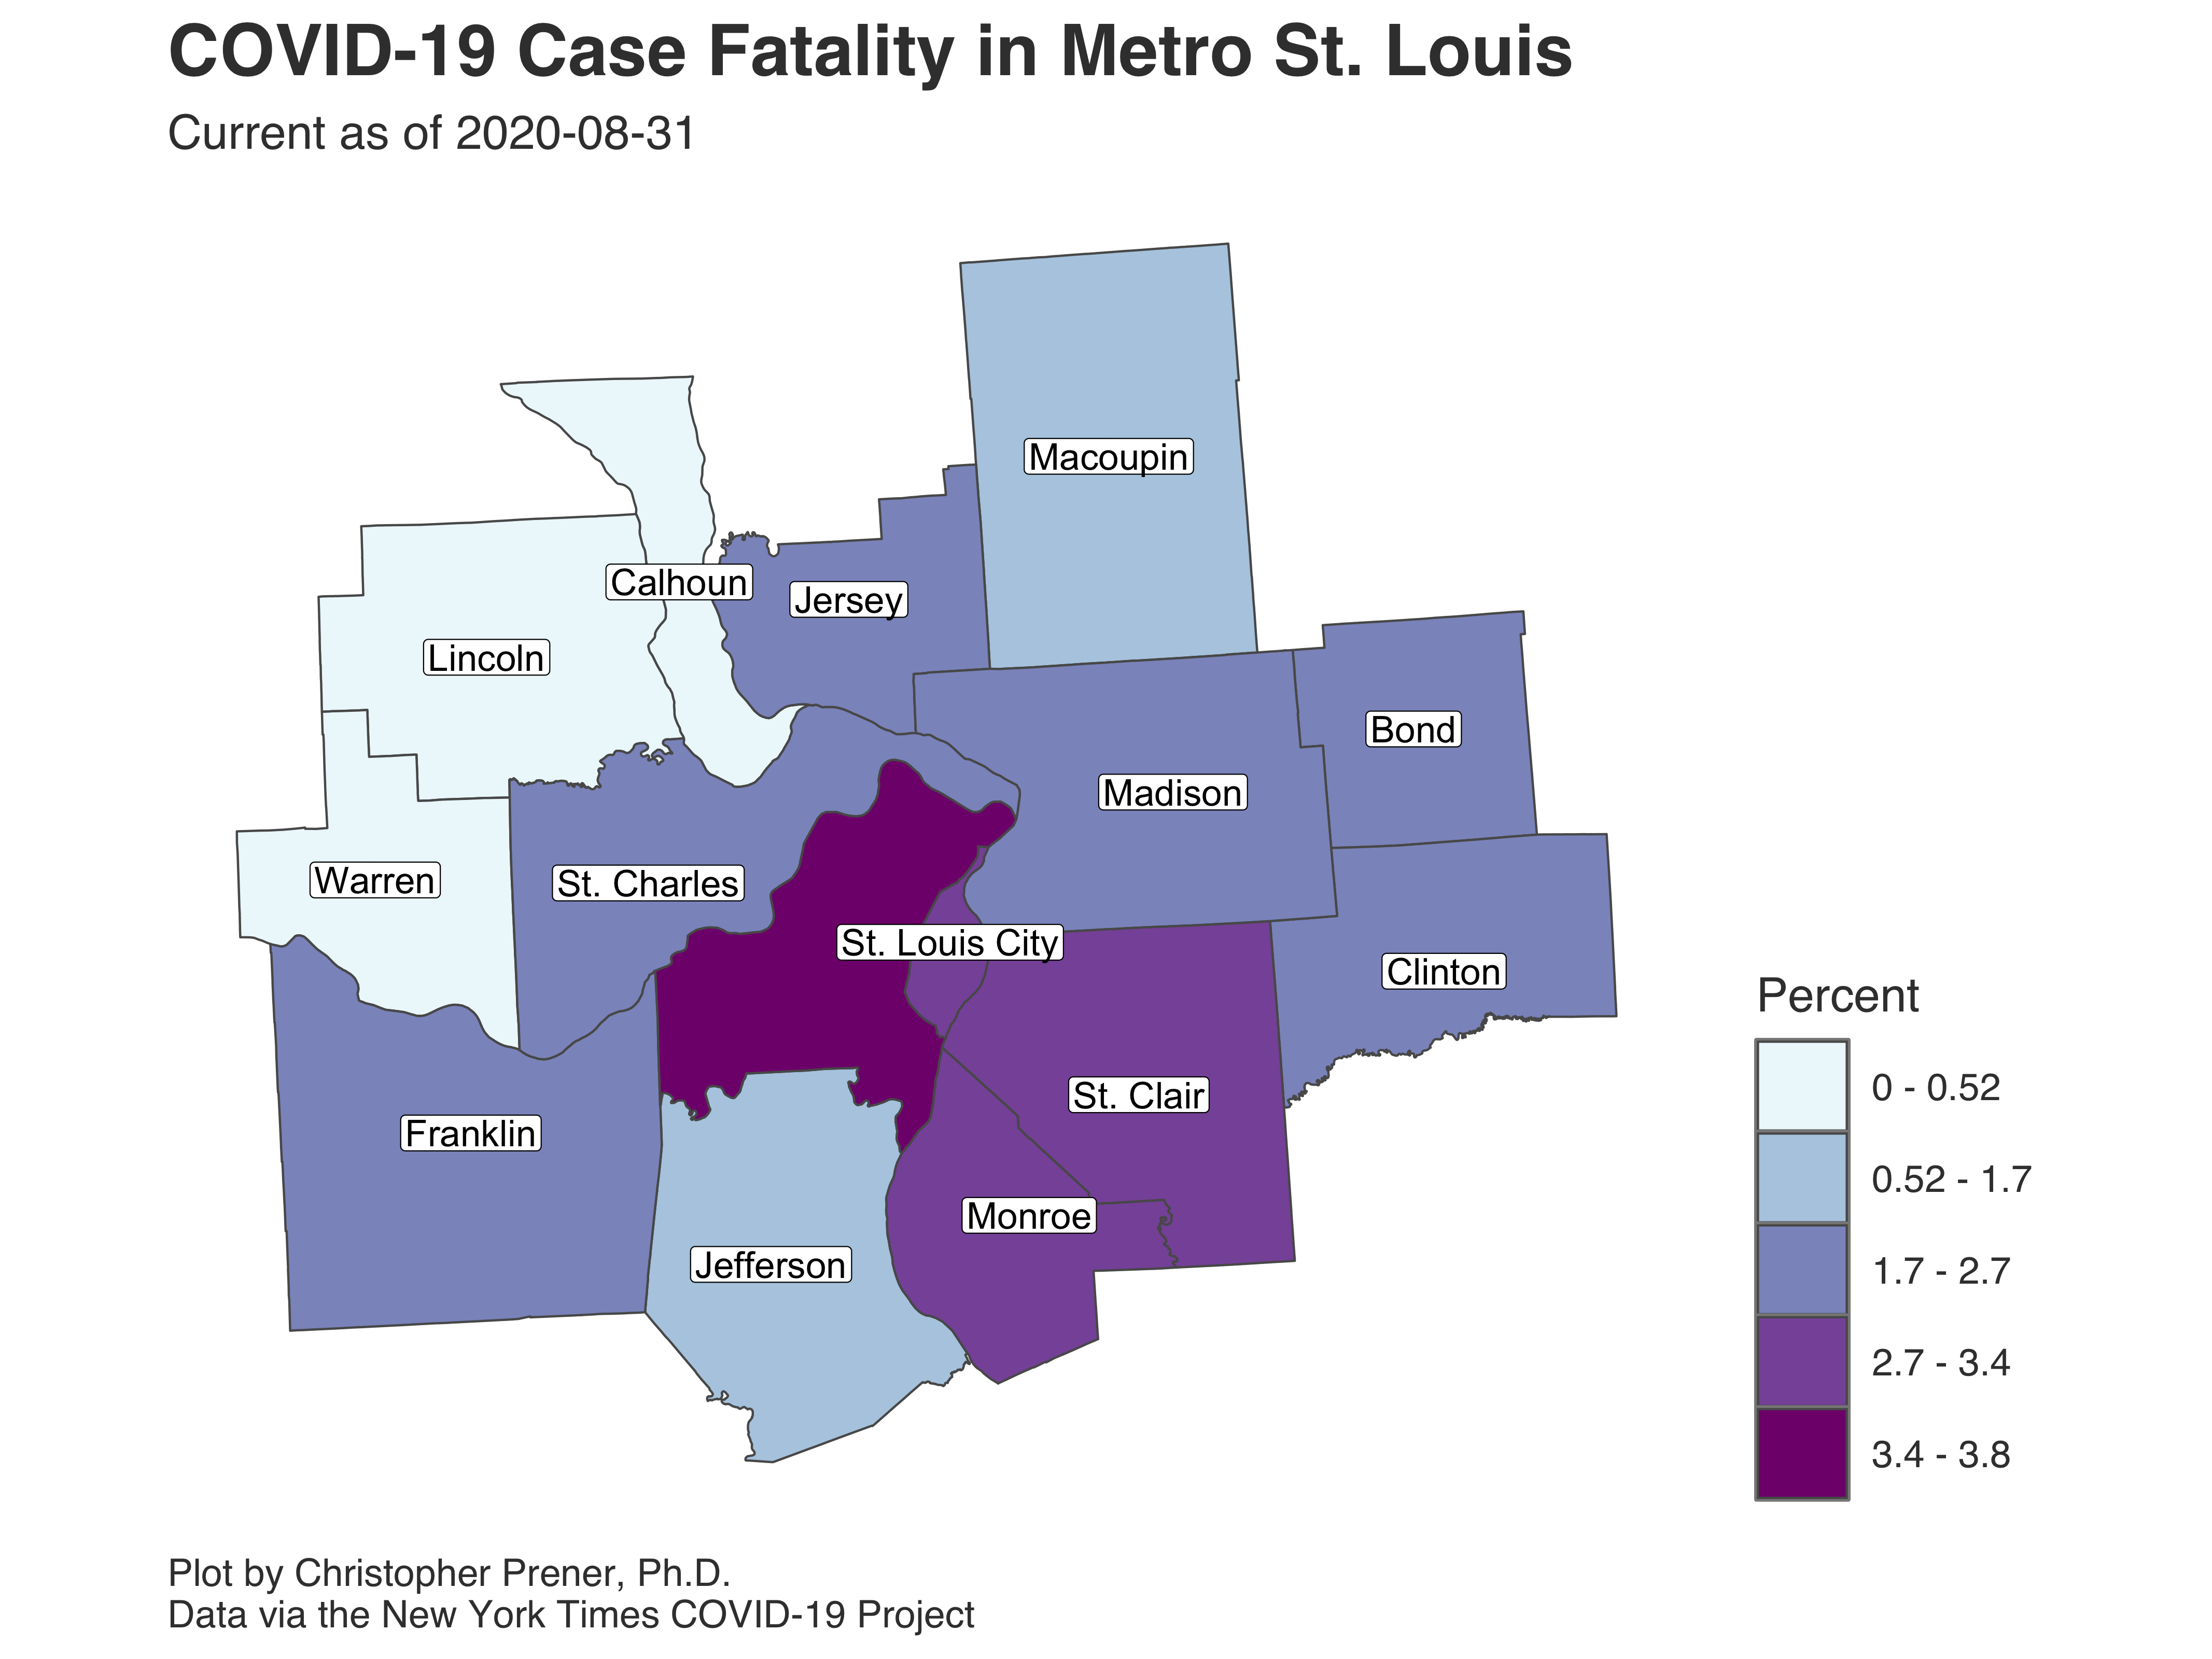 COVID-19 Case Fatality in Metro St. Louis
Current as of 2020-08-31
Macoupin
Calhoun
Jersey
Lincoln
Bond
Madison
Warren
St. Charles
St. Louis City
Clinton
St. Clair
Franklin
Monroe
Jefferson
Percent
0 - 0.52
0.52 - 1.7
1.7 - 2.7
2.7 - 3.4
3.4 - 3.8
Plot by Christopher Prener, Ph.D.
Data via the New York Times COVID-19 Project